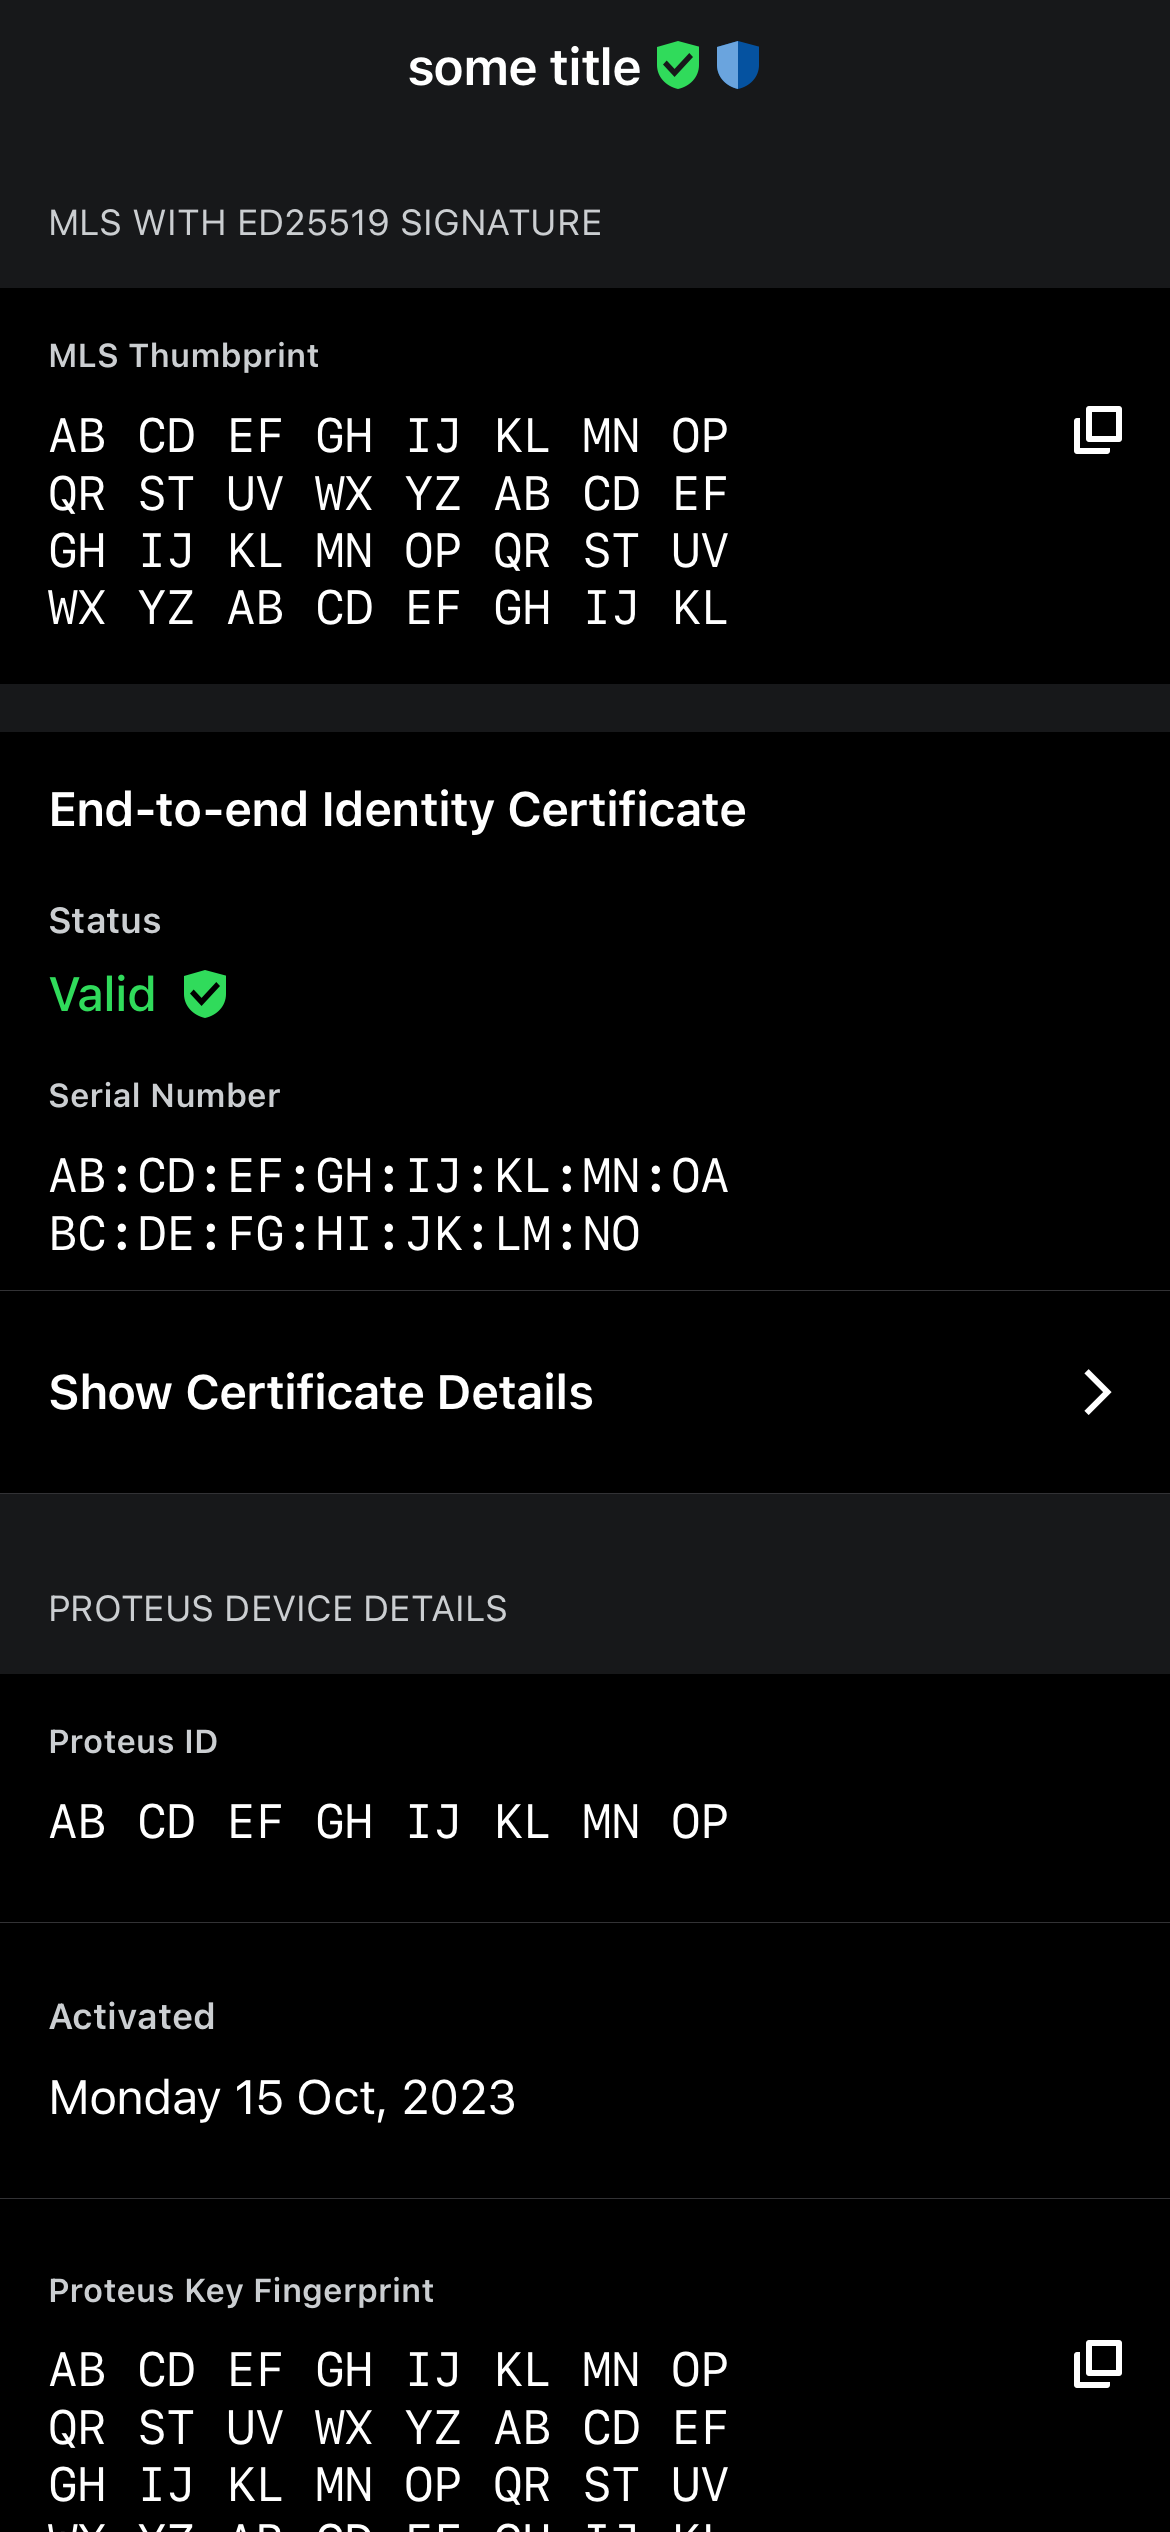 some title
MLS WITH ED25519 SIGNATURE
MLS Thumbprint
AB CD EF GH IJ KL MN OP
QR ST UV WX YZ AB CD EF
GH IJ KL MN OP QR ST UV
WX YZ AB CD EF GH IJ KL
End-to-end Identity Certificate
Status
Valid
Serial Number
AB:CD:EF:GH:IJ:KL:MN:OA
BC:DE:FG:HI:JK:LM:NO
Show Certificate Details
PROTEUS DEVICE DETAILS
Proteus ID
AB CD EF GH IJ KL MN OP
Activated
Monday 15 Oct, 2023
Proteus Key Fingerprint
AB CD EF GH IJ KL MN OP
QR ST UV WX YZ AB CD EF
GH IJ KL MN OP QR ST UV